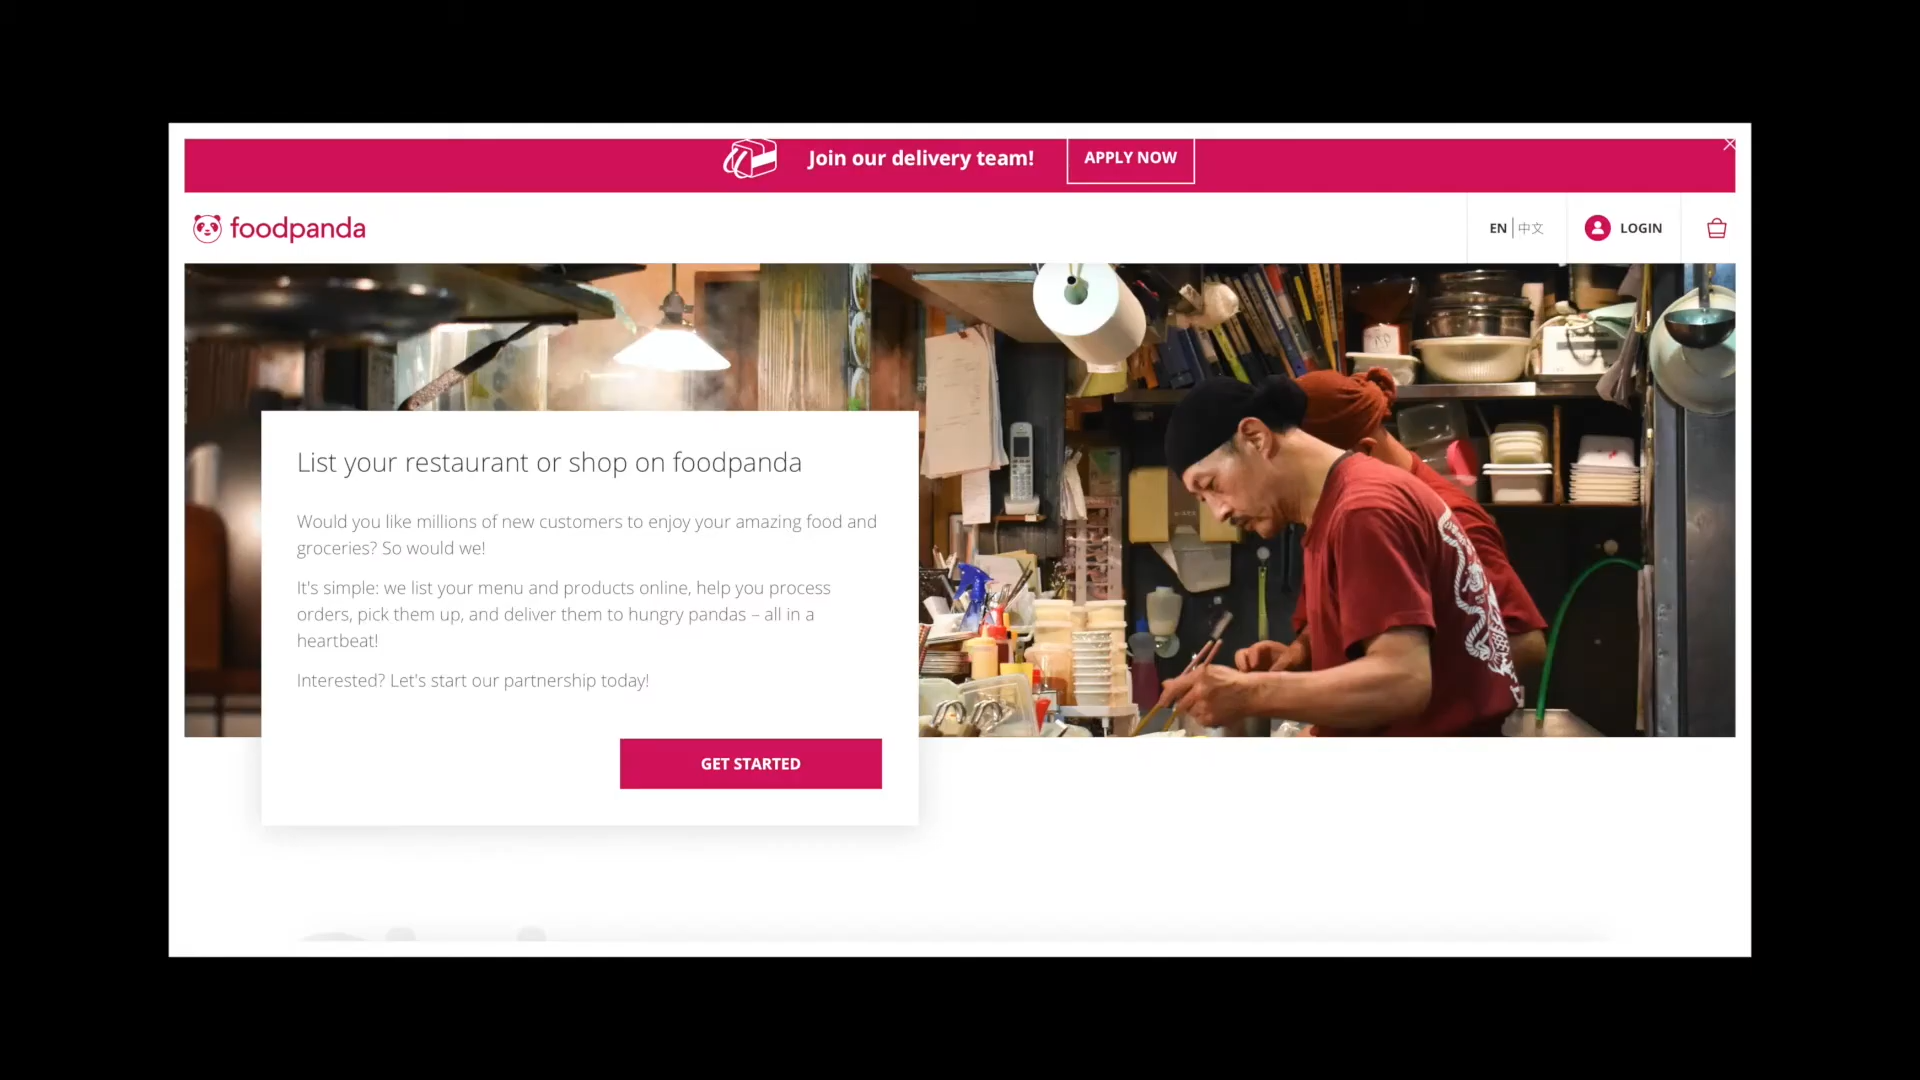 Join our delivery team!
APPLY NOW
foodpanda
EN
中文
LOGIN
List your restaurant or shop on foodpanda
Would you like millions of new customers to enjoy your amazing food and
groceries? So would we!
It's simple: we list your menu and products online, help you process
orders, pick them up, and deliver them to hungry pandas – all in a
heartbeat!
Interested? Let's start our partnership today!
GET STARTED